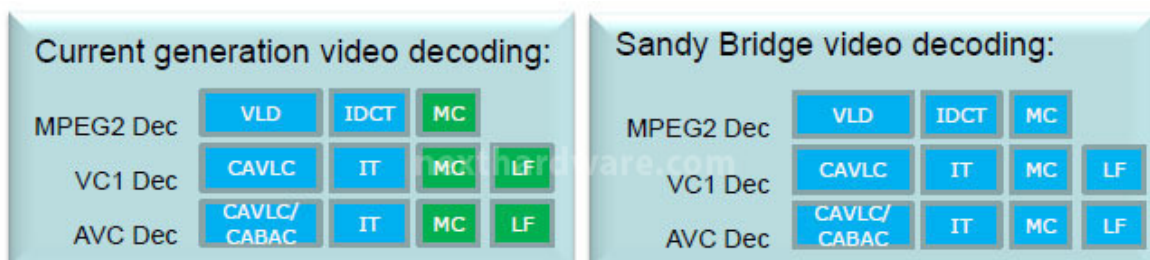 Current generation video decoding:
MPEG2 Dec VLD IDCT MC
VC1 Dec CAVLC IT MC LF
AVC Dec CAVLC/ CABAC IT MC LF
Sandy Bridge video decoding:
MPEG2 Dec VLD IDCT MC
VC1 Dec CAVLC IT MC LF
AVC Dec CAVLC/ CABAC IT MC LF
nexthardware.com